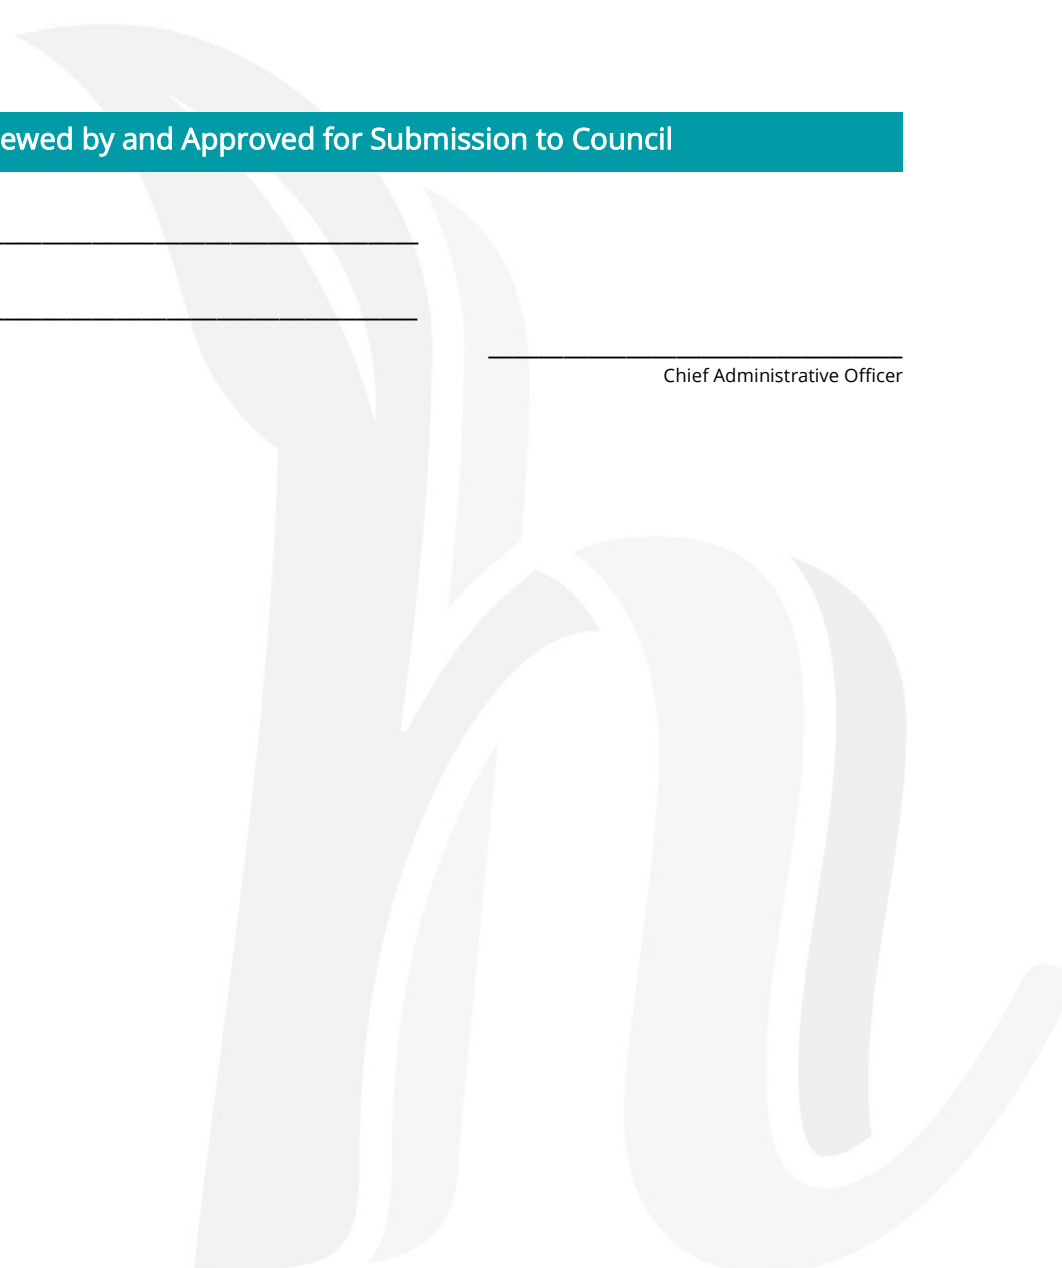 ewed by and Approved for Submission to Council
Chief Administrative Officer